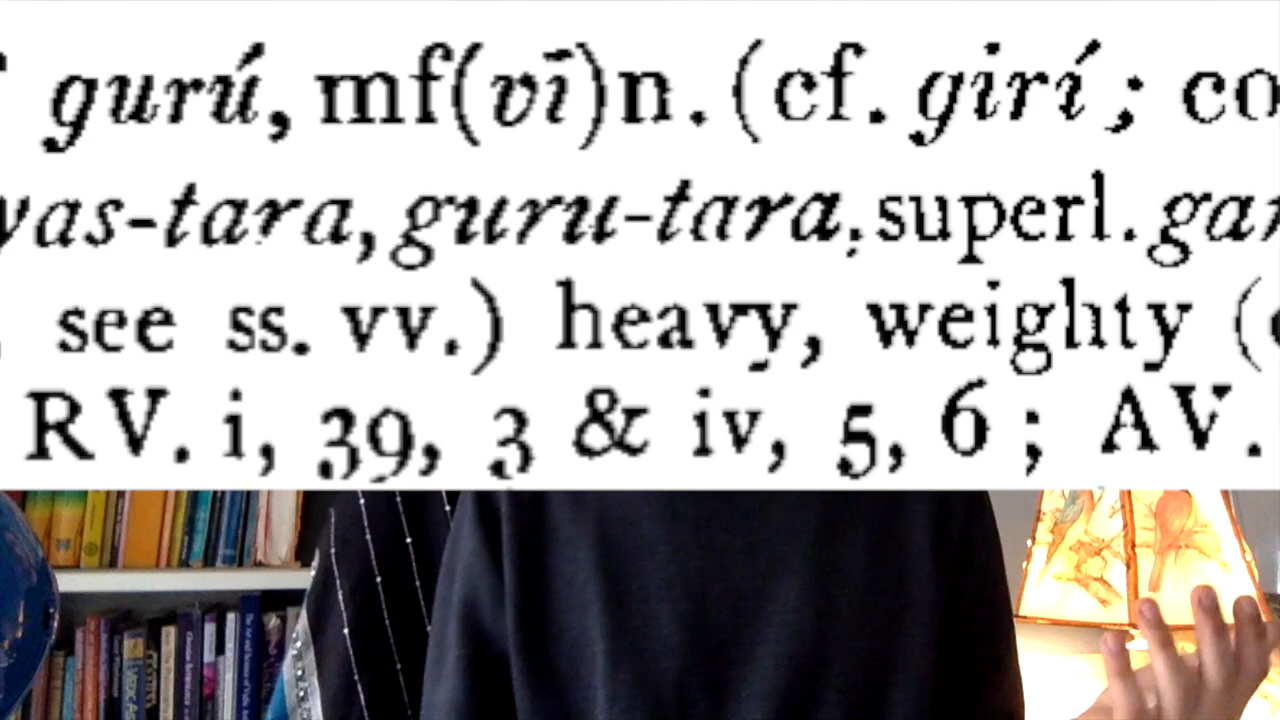 gurú, mf(vī)n. (cf. girí; co
yas-tara, guru-tara, superl. gar
see ss. vv.) heavy, weighty (
RV. i, 39, 3 & iv, 5, 6; AV.